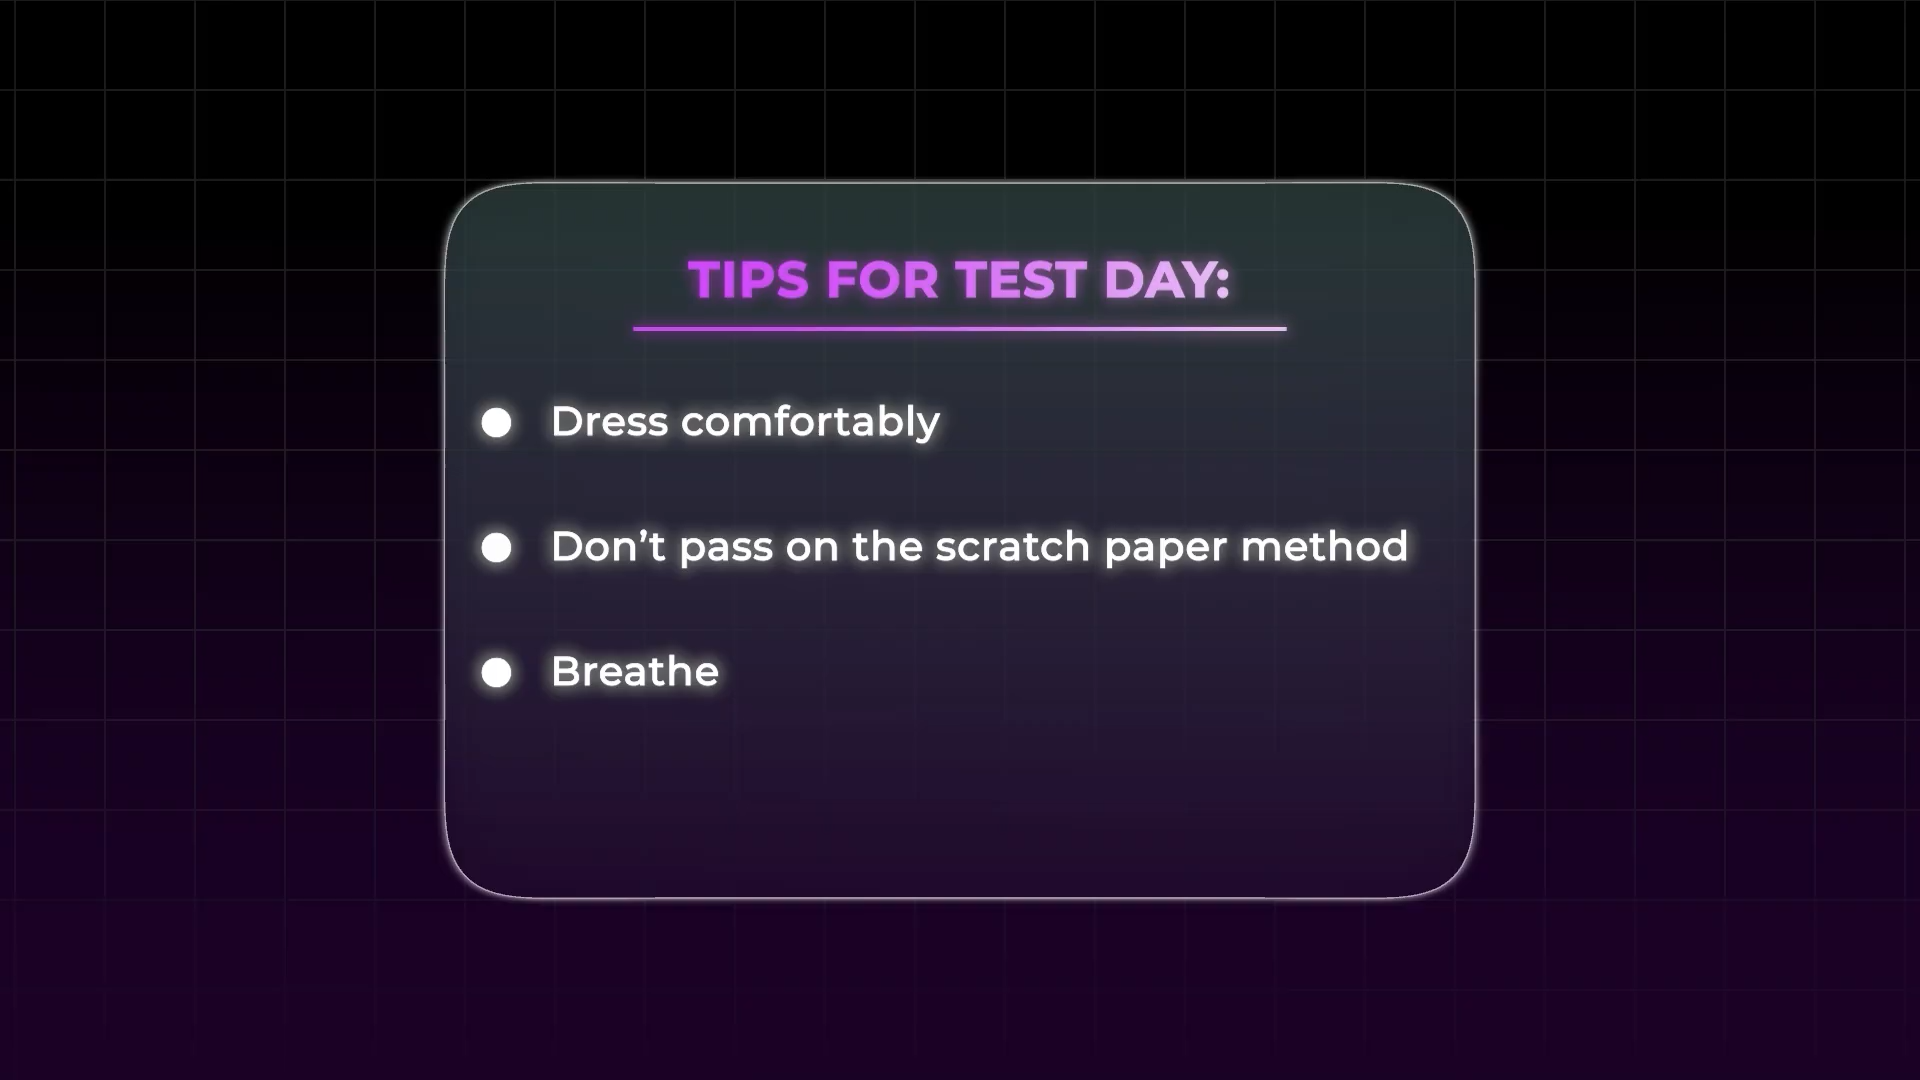 TIPS FOR TEST DAY:
Dress comfortably
Don’t pass on the scratch paper method
Breathe